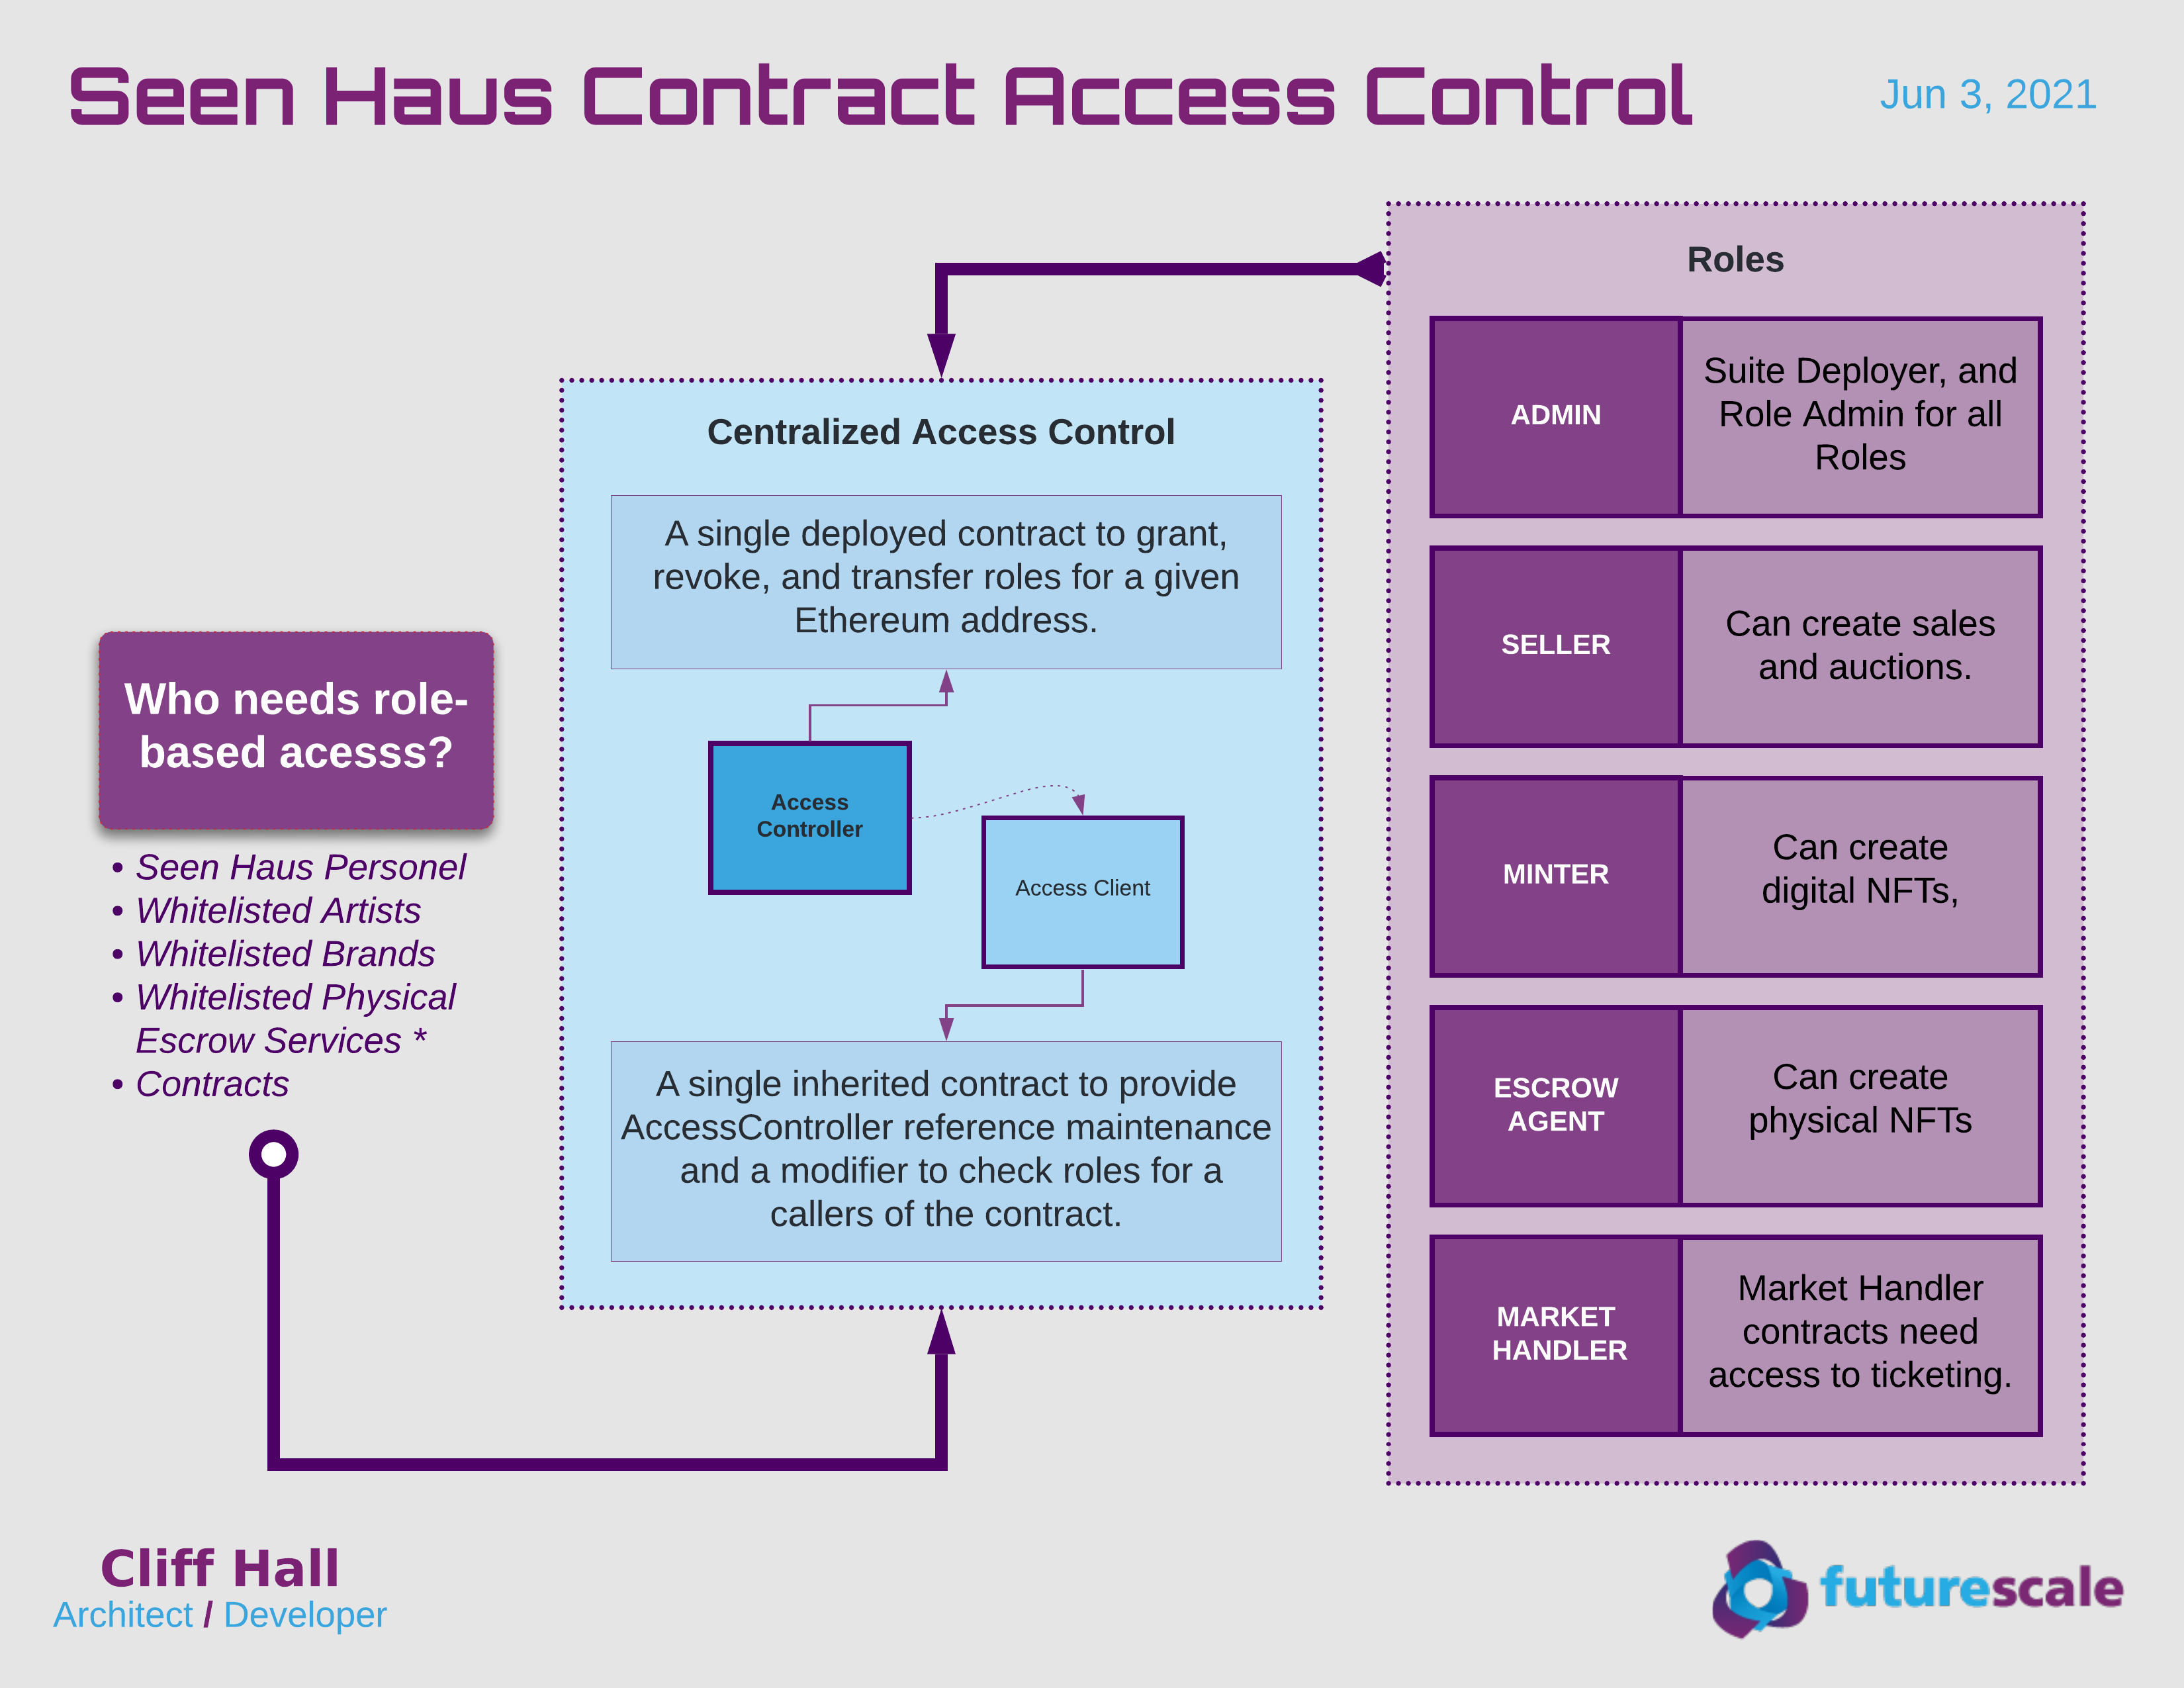 Seen Haus Contract Access Control
Jun 3, 2021
Who needs role-
based acesss?
• Seen Haus Personel
• Whitelisted Artists
• Whitelisted Brands
• Whitelisted Physical
Escrow Services *
• Contracts
Centralized Access Control
A single deployed contract to grant,
revoke, and transfer roles for a given
Ethereum address.
Access
Controller
Access Client
A single inherited contract to provide
AccessController reference maintenance
and a modifier to check roles for a
callers of the contract.
Roles
ADMIN
Suite Deployer, and
Role Admin for all
Roles
SELLER
Can create sales
and auctions.
MINTER
Can create
digital NFTs,
ESCROW
AGENT
Can create
physical NFTs
MARKET
HANDLER
Market Handler
contracts need
access to ticketing.
Cliff Hall
Architect / Developer
futurescale